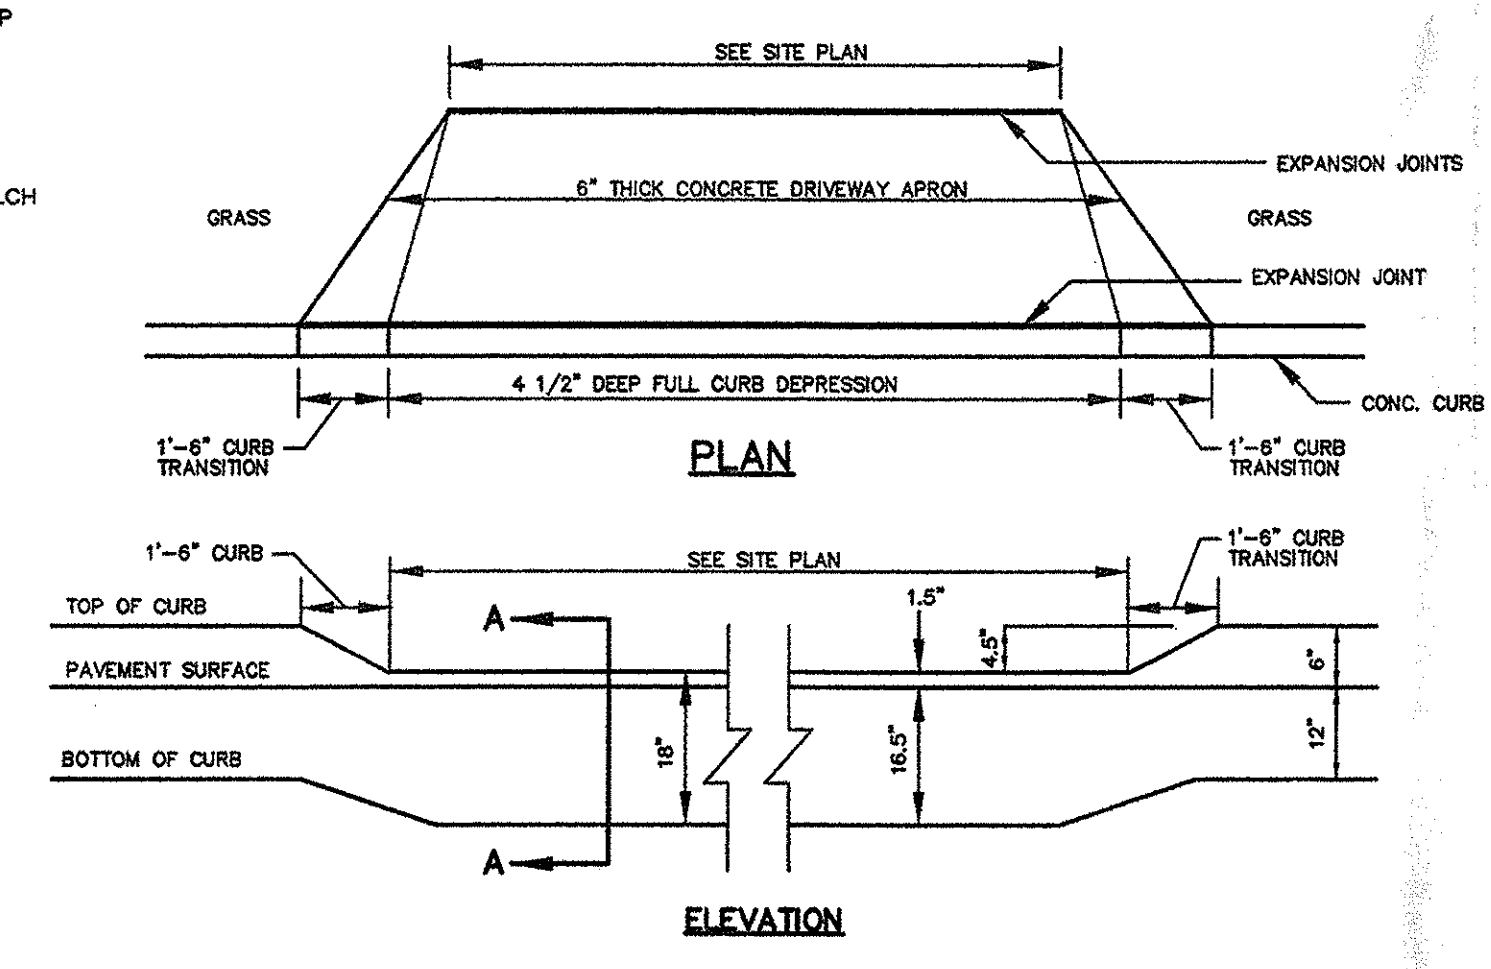 P
LCH
SEE SITE PLAN
EXPANSION JOINTS
6" THICK CONCRETE DRIVEWAY APRON
GRASS
GRASS
EXPANSION JOINT
4 1/2" DEEP FULL CURB DEPRESSION
CONC. CURB
1'-6" CURB
TRANSITION
PLAN
1'-6" CURB
TRANSITION
1'-6" CURB
SEE SITE PLAN
1'-6" CURB
TRANSITION
TOP OF CURB
A
1.5"
4.5"
6"
PAVEMENT SURFACE
18"
16.5"
12"
BOTTOM OF CURB
A
ELEVATION